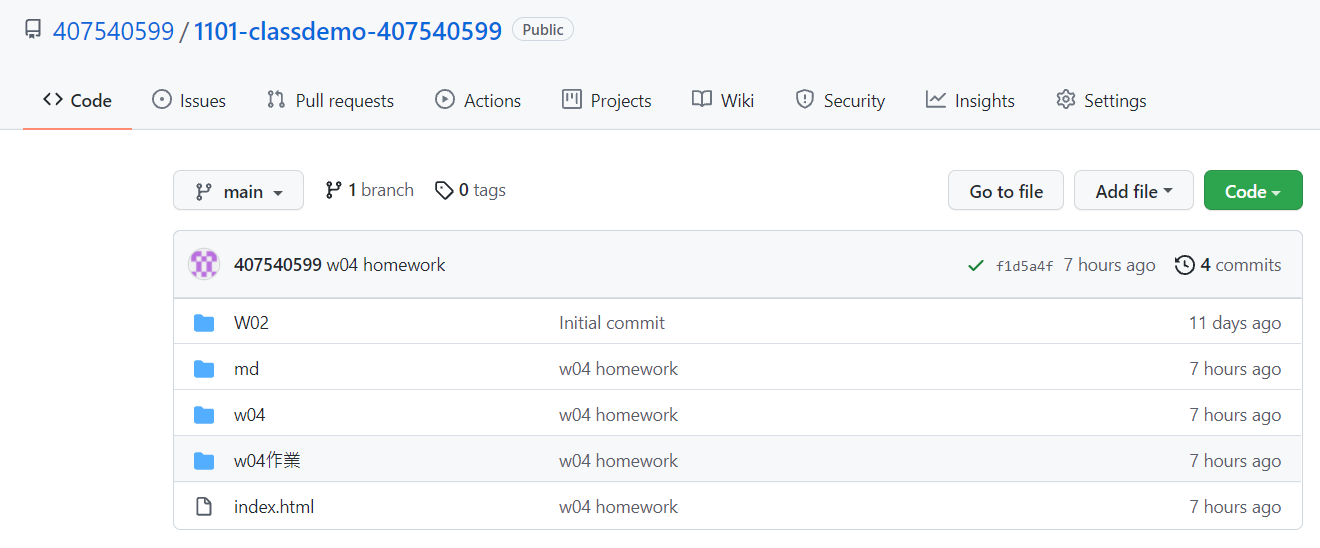 407540599 / 1101-classdemo-407540599 Public
Code Issues Pull requests Actions Projects Wiki Security Insights Settings
main 1 branch 0 tags Go to file Add file Code
407540599 w04 homework f1d5a4f 7 hours ago 4 commits
W02 Initial commit 11 days ago
md w04 homework 7 hours ago
w04 w04 homework 7 hours ago
w04作業 w04 homework 7 hours ago
index.html w04 homework 7 hours ago